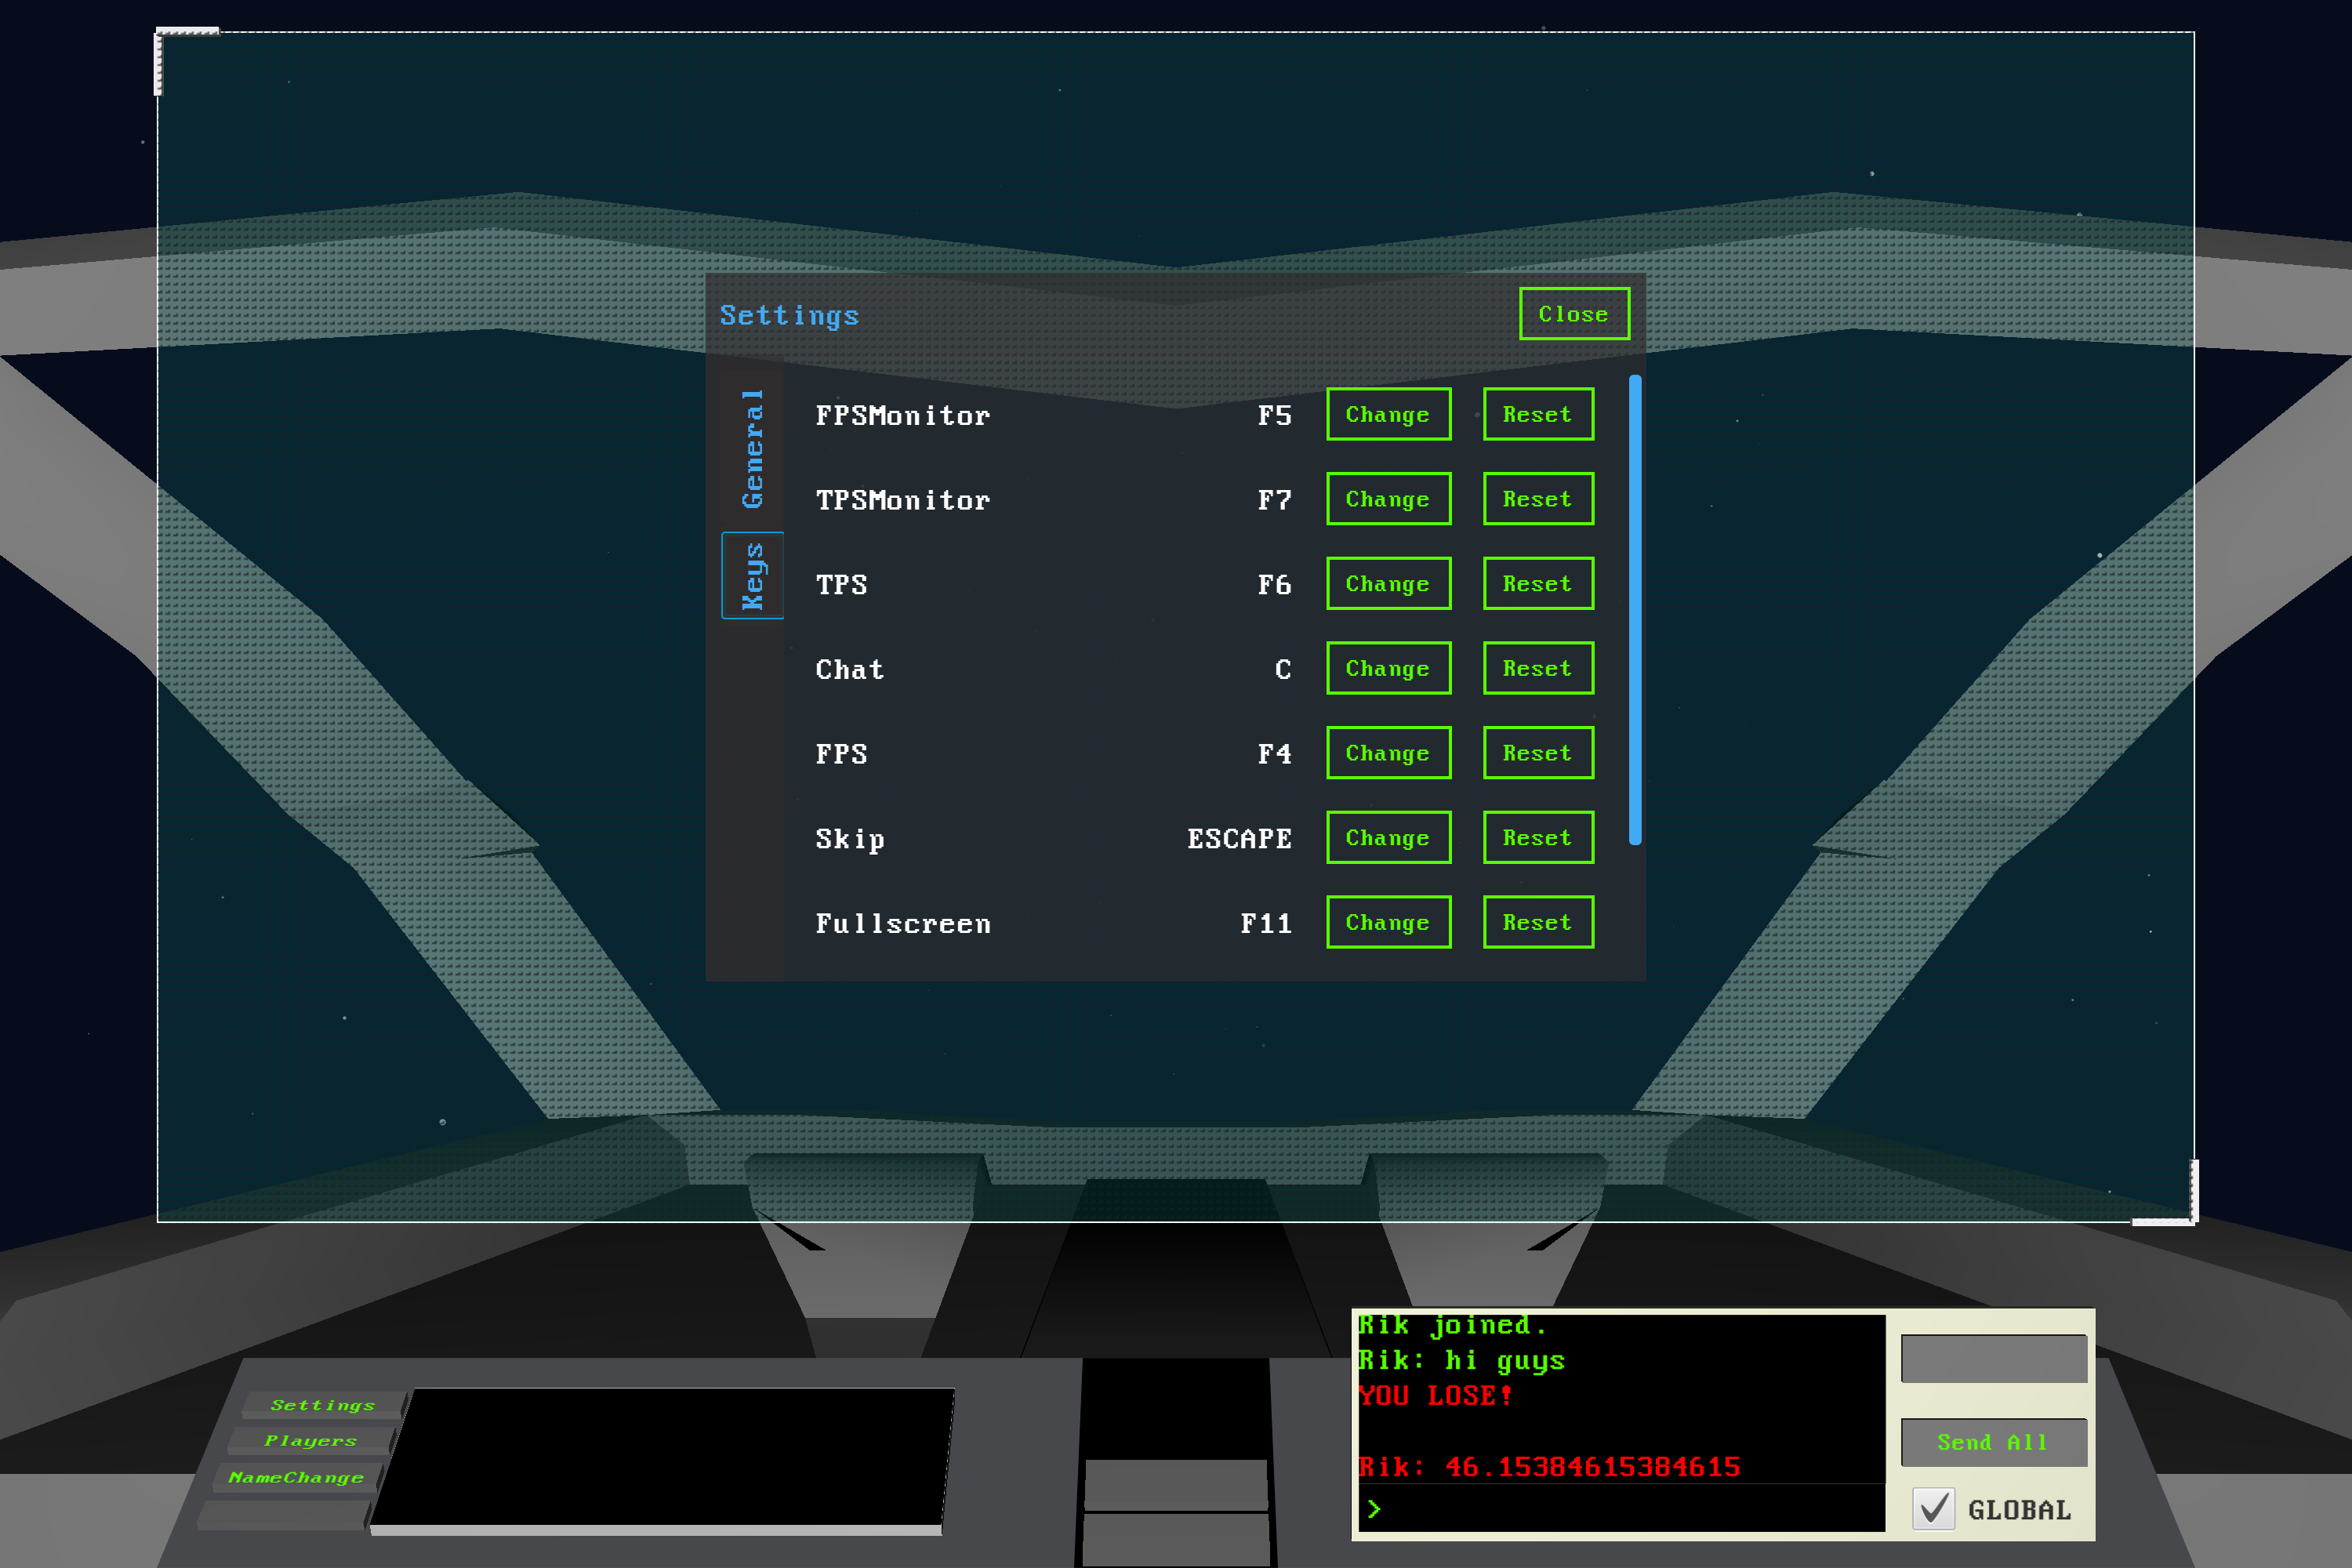 Settings Close
General
Keys
FPSMonitor F5 Change Reset
TPSMonitor F7 Change Reset
TPS F6 Change Reset
Chat C Change Reset
FPS F4 Change Reset
Skip ESCAPE Change Reset
Fullscreen F11 Change Reset
Settings
Players
NameChange
Rik joined.
Rik: hi guys
YOU LOSE!
Rik: 46.15384615384615
>
Send All
GLOBAL